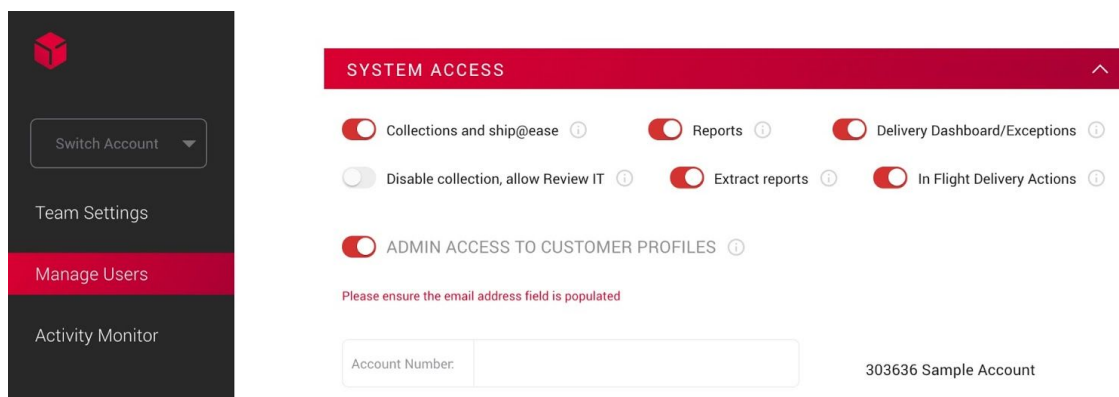 SYSTEM ACCESS
Switch Account
Team Settings
Manage Users
Activity Monitor
Collections and ship@ease
Reports
Delivery Dashboard/Exceptions
Disable collection, allow Review IT
Extract reports
In Flight Delivery Actions
ADMIN ACCESS TO CUSTOMER PROFILES
Please ensure the email address field is populated
Account Number:
303636 Sample Account